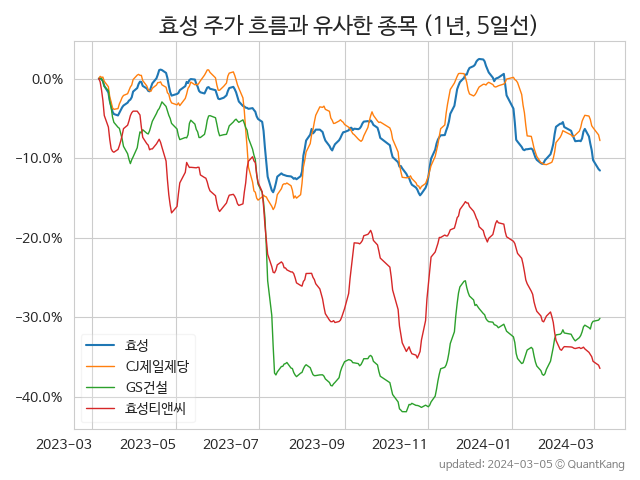 효성 주가 흐름과 유사한 종목 (1년, 5일선)
0.0%
−10.0%
−20.0%
−30.0%
−40.0%
효성
CJ제일제당
GS건설
효성티앤씨
2023-03 2023-05 2023-07 2023-09 2023-11 2024-01 2024-03
updated: 2024-03-05 © QuantKang